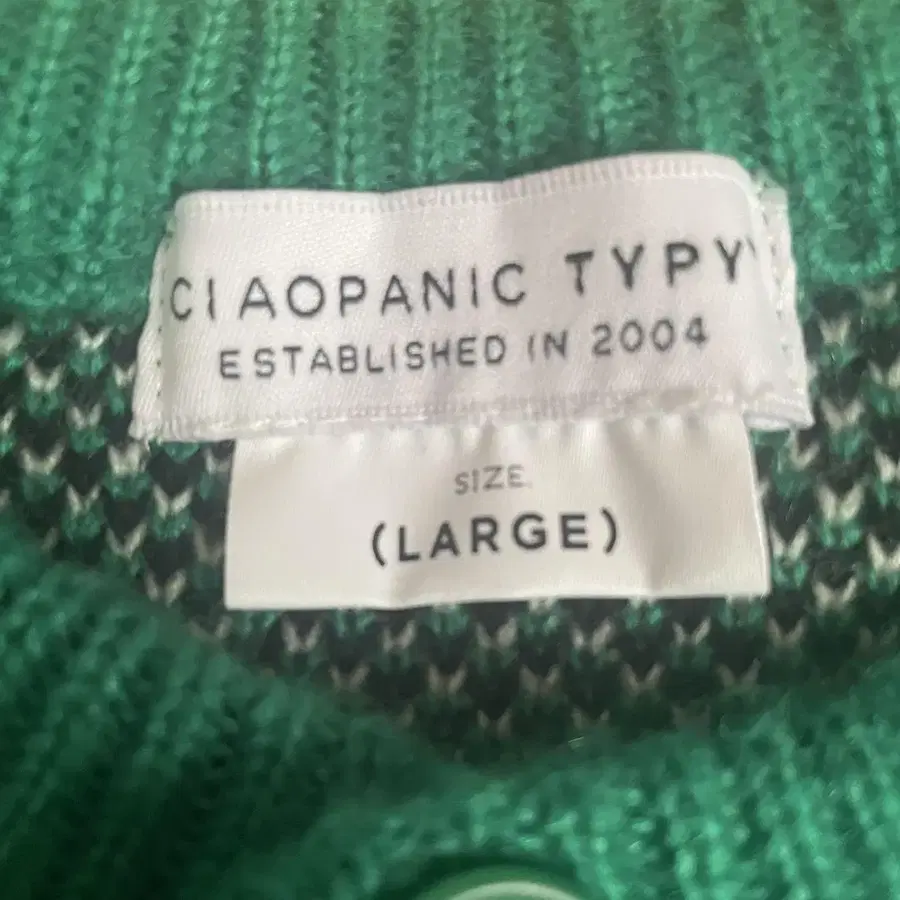 CIAOPANIC TYPY
ESTABLISHED IN 2004
SIZE
(LARGE)